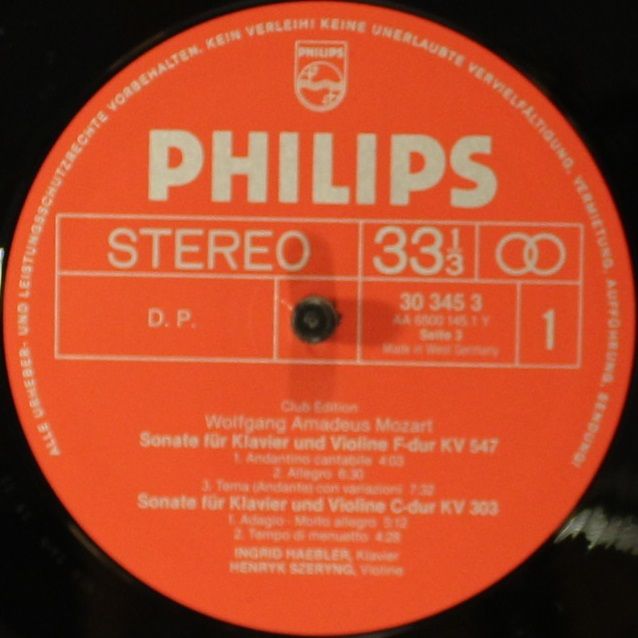 ALLE URHEBER- UND LEISTUNGSSCHUTZRECHTE VORBEHALTEN. KEIN VERLEIH! KEINE UNERLAUBTE VERVIELFÄLTIGUNG, VERMIETUNG, AUFFÜHRUNG, SENDUNG!
PHILIPS
PHILIPS
STEREO
33 1/3
D. P.
30 345 3
AA 6500 145.1 Y
Seite 3
Made in West Germany
1
Club Edition
Wolfgang Amadeus Mozart
Sonate für Klavier und Violine F-dur KV 547
1. Andantino cantabile 4:03
2. Allegro 6:30
3. Tema (Andante) con variazioni 7:32
Sonate für Klavier und Violine C-dur KV 303
1. Adagio - Molto allegro 5:12
2. Tempo di menuetto 4:28
INGRID HAEBLER, Klavier
HENRYK SZERYNG, Violine